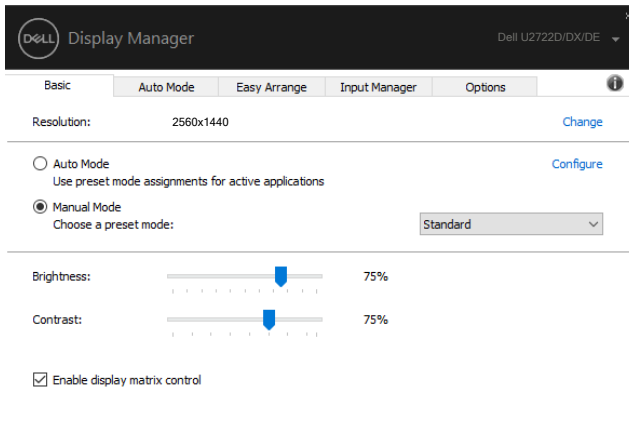 DELL Display Manager Dell U2722D/DX/DE
Basic Auto Mode Easy Arrange Input Manager Options
Resolution: 2560x1440 Change
Auto Mode Configure
Use preset mode assignments for active applications
Manual Mode
Choose a preset mode: Standard
Brightness: 75%
Contrast: 75%
Enable display matrix control